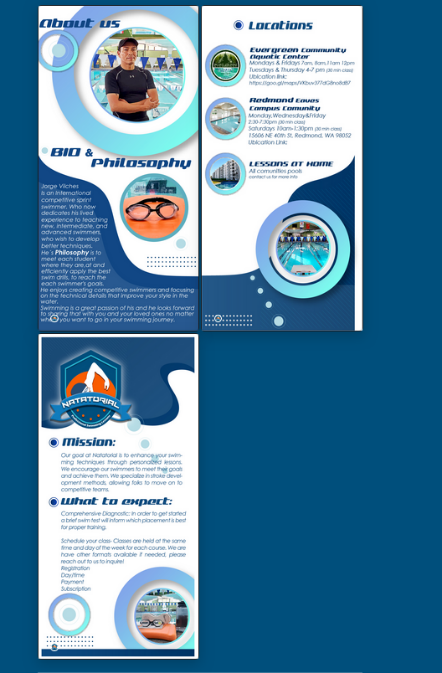 About us
BIO &
Philosophy
Jorge Vilches
is an International
competitive sprint
swimmer, Who now
dedicates his lived
experience to teaching
new, intermediate, and
advanced swimmers,
who wish to develop
better techniques,
He's Philosophy is to
meet each student
where they are,at and
efficiently apply the best
swim drills, to reach the
each swimmer's goals.
He enjoys creating competitive swimmers and focusing
on the technical details that improve your style in the
water.
Swimming is a great passion of his and he looks forward
to sharing that with you and your loved ones no matter
where you want to go in your swimming journey.
Locations
Evergreen Community
Aquatic Center
Mondays & Fridays 7am, 11am 12pm
Tuesdays & Thursday 4-7 pm (30 min class)
Ubication link:
Redmond
Campus Comunity
Monday,Wednesday&Friday
2:30-7:30pm (30 min class)
Saturdays 10am-1:30pm (30 min class)
15606 NE 40th St, Redmond, WA 98052
Ubication Link:
LESSONS AT HOME
All comunities pools
contact us for more info
NATATORIAL
Mission:
Our goal at Natatorial is to enhance your swim-
ming techniques through personalized lessons.
We encourage our swimmers to meet their goals
and achieve them. We specialize in stroke devel-
opment methods, allowing folks to move on to
competitive teams.
What to expect:
Comprehensive Diagnostic: In order to get started
a brief swim test will inform which placement's best
for proper training.
Schedule your class- Classes are held at the same
time and day of the week for each course. We are
have other formats available if needed, please
reach out to us to inquire!
Registration
Day/time
Payment
Subscription